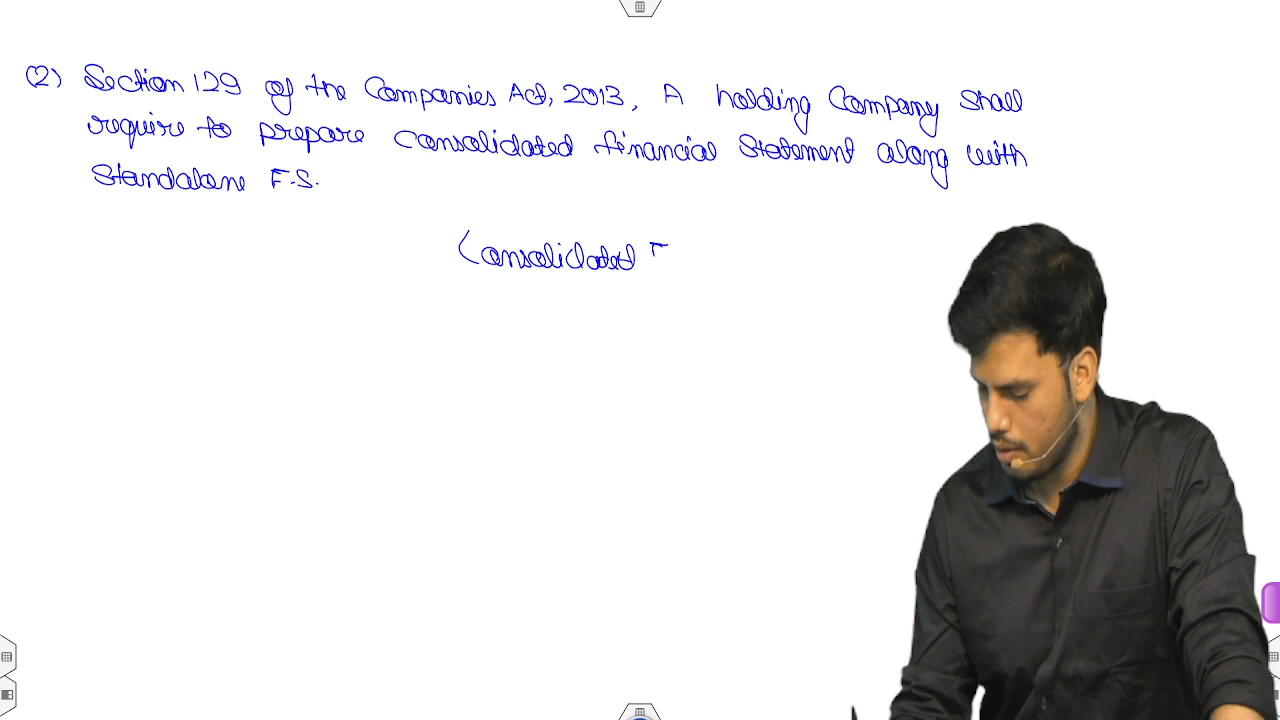 (2) Section 129 of the Companies Act, 2013, A holding Company shall
require to prepare Consolidated financial Statement along with
Standalone F.S.
Consolidated F